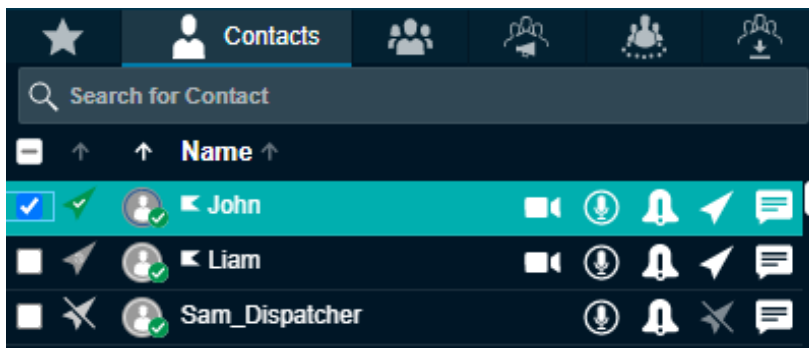 Contacts
Search for Contact
Name
John
Liam
Sam_Dispatcher